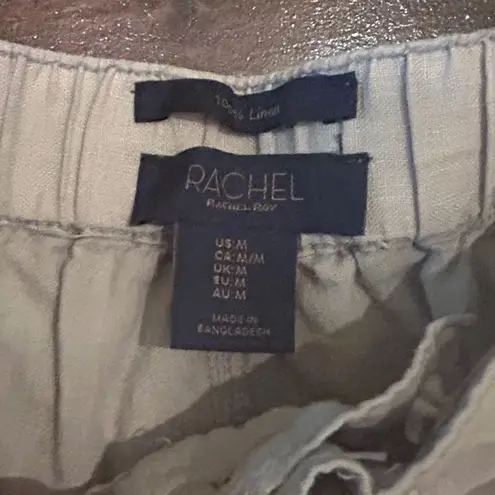 100% Linen
RACHEL
RACHEL ROY
US:M
CA:M/M
UK:M
EU:M
AU:M
MADE IN
BANGLADESH